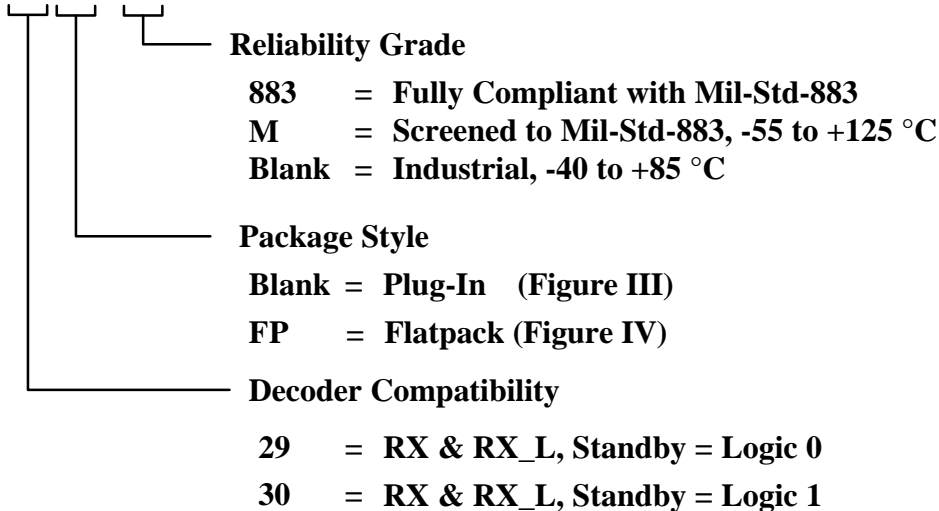 Reliability Grade
883 = Fully Compliant with Mil-Std-883
M = Screened to Mil-Std-883, -55 to +125 °C
Blank = Industrial, -40 to +85 °C
Package Style
Blank = Plug-In (Figure III)
FP = Flatpack (Figure IV)
Decoder Compatibility
29 = RX & RX_L, Standby = Logic 0
30 = RX & RX_L, Standby = Logic 1